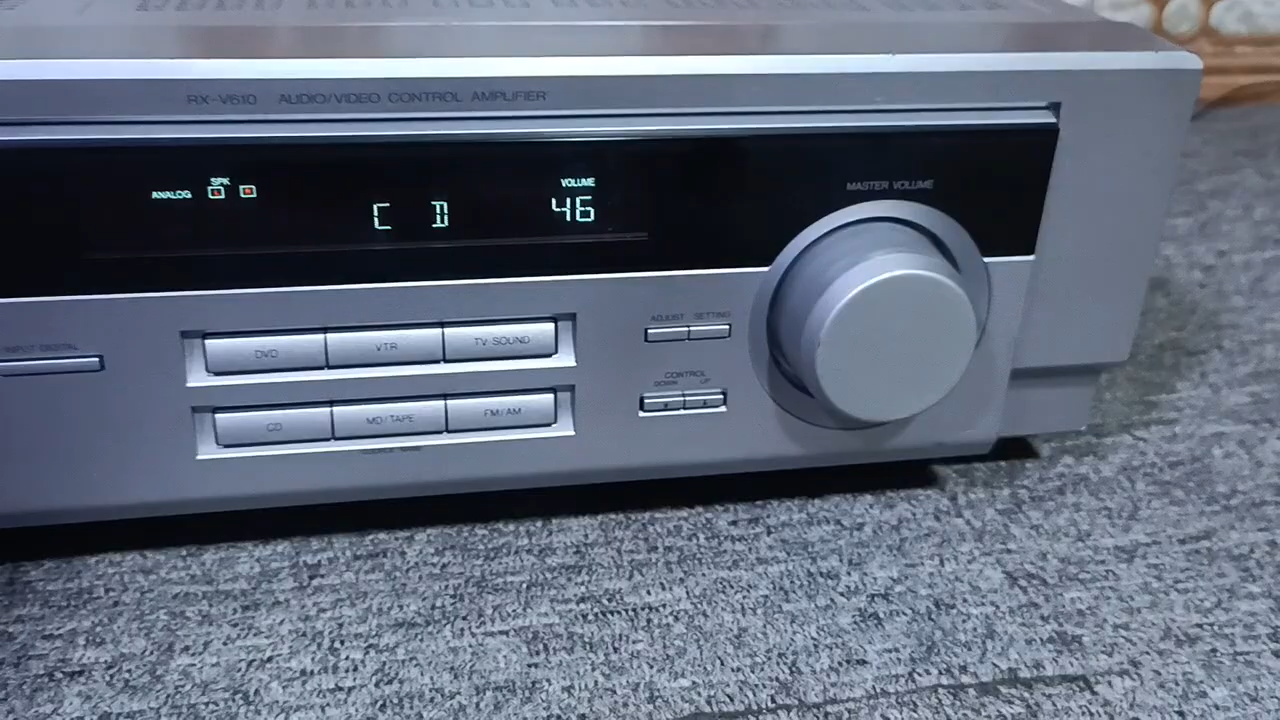 RX-V610 AUDIO/VIDEO CONTROL AMPLIFIER
SPK
ANALOG L R
VOLUME
C D 46
MASTER VOLUME
INPUT DIGITAL
DVD VTR TV SOUND
ADJUST SETTING
CONTROL
DOWN UP
CD MD/TAPE FM/AM